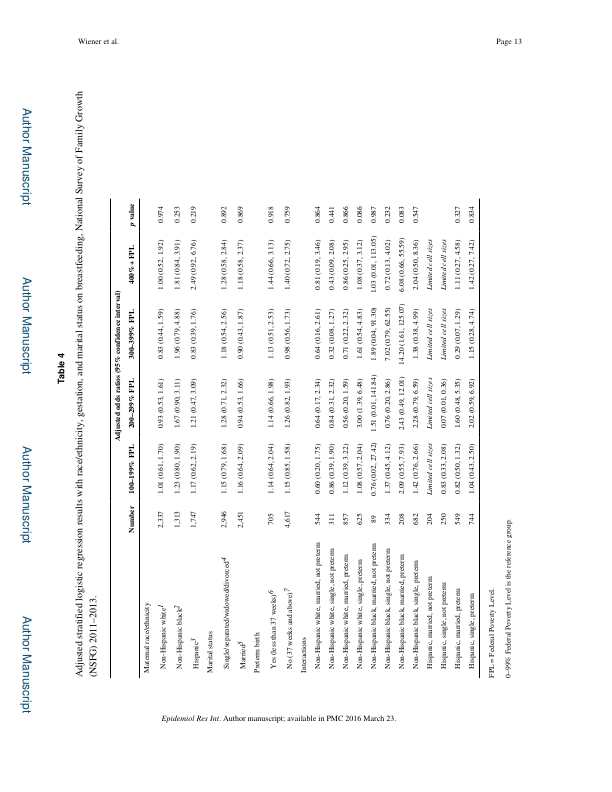 Wiener et al.
Page 13
Author Manuscript
Author Manuscript
Author Manuscript
Author Manuscript
Table 4
Adjusted stratified logistic regression results with race/ethnicity, gestation, and marital status on breastfeeding, National Survey of Family Growth
(NSFG) 2011–2013.
Adjusted odds ratios (95% confidence interval)
Number 100–199% FPL 200–299% FPL 300–399% FPL 400% + FPL p value
Maternal race/ethnicity
Non-Hispanic white1 2,337 1.01 (0.61, 1.70) 0.93 (0.53, 1.61) 0.83 (0.44, 1.59) 1.00 (0.52, 1.92) 0.974
Non-Hispanic black2 1,313 1.23 (0.80, 1.90) 1.67 (0.90, 3.11) 1.96 (0.79, 4.88) 1.81 (0.84, 3.91) 0.253
Hispanic3 1,747 1.17 (0.62, 2.19) 1.21 (0.47, 3.09) 0.83 (0.39, 1.76) 2.49 (0.92, 6.76) 0.219
Marital status
Single/separated/widowed/divorced4 2,946 1.15 (0.79, 1.68) 1.28 (0.71, 2.32) 1.18 (0.54, 2.56) 1.28 (0.58, 2.84) 0.892
Married5 2,451 1.16 (0.64, 2.09) 0.94 (0.53, 1.66) 0.90 (0.43, 1.87) 1.18 (0.58, 2.37) 0.869
Preterm birth
Yes (less than 37 weeks)6 705 1.14 (0.64, 2.04) 1.14 (0.66, 1.98) 1.13 (0.51, 2.53) 1.44 (0.66, 3.13) 0.918
No (37 weeks and above)7 4,617 1.15 (0.85, 1.58) 1.26 (0.82, 1.93) 0.98 (0.56, 1.73) 1.40 (0.72, 2.75) 0.759
Interactions
Non-Hispanic white, married, not preterm 544 0.60 (0.20, 1.75) 0.64 (0.17, 2.34) 0.64 (0.16, 2.61) 0.81 (0.19, 3.46) 0.864
Non-Hispanic white, single, not preterm 311 0.86 (0.39, 1.90) 0.84 (0.31, 2.32) 0.32 (0.08, 1.27) 0.43 (0.09, 2.08) 0.441
Non-Hispanic white, married, preterm 857 1.12 (0.39, 3.22) 0.56 (0.20, 1.59) 0.71 (0.22, 2.32) 0.86 (0.25, 2.95) 0.866
Non-Hispanic white, single, preterm 625 1.08 (0.57, 2.04) 3.00 (1.39, 6.48) 1.61 (0.54, 4.83) 1.08 (0.37, 3.12) 0.086
Non-Hispanic black, married, not preterm 89 0.76 (0.02, 27.42) 1.51 (0.01, 141.84) 1.89 (0.04, 91.30) 1.03 (0.01, 113.05) 0.987
Non-Hispanic black, single, not preterm 334 1.37 (0.45, 4.12) 0.76 (0.20, 2.86) 7.02 (0.79, 62.55) 0.72 (0.13, 4.02) 0.232
Non-Hispanic black, married, preterm 208 2.09 (0.55, 7.93) 2.43 (0.49, 12.01) 14.20 (1.61, 125.07) 6.08 (0.66, 55.59) 0.083
Non-Hispanic black, single, preterm 682 1.42 (0.76, 2.66) 2.28 (0.79, 6.59) 1.38 (0.38, 4.99) 2.04 (0.50, 8.36) 0.547
Hispanic, married, not preterm 204 Limited cell sizes Limited cell sizes Limited cell sizes Limited cell sizes
Hispanic, single, not preterm 250 0.83 (0.33, 2.08) 0.07 (0.01, 0.36) Limited cell sizes Limited cell sizes
Hispanic, married, preterm 549 0.82 (0.50, 1.32) 1.60 (0.48, 5.35) 0.29 (0.07, 1.29) 1.11 (0.27, 4.58) 0.327
Hispanic, single, preterm 744 1.04 (0.43, 2.50) 2.02 (0.59, 6.92) 1.15 (0.28, 4.74) 1.42 (0.27, 7.42) 0.834
FPL = Federal Poverty Level.
0–99% Federal Poverty Level is the reference group.
Epidemiol Res Int. Author manuscript; available in PMC 2016 March 23.